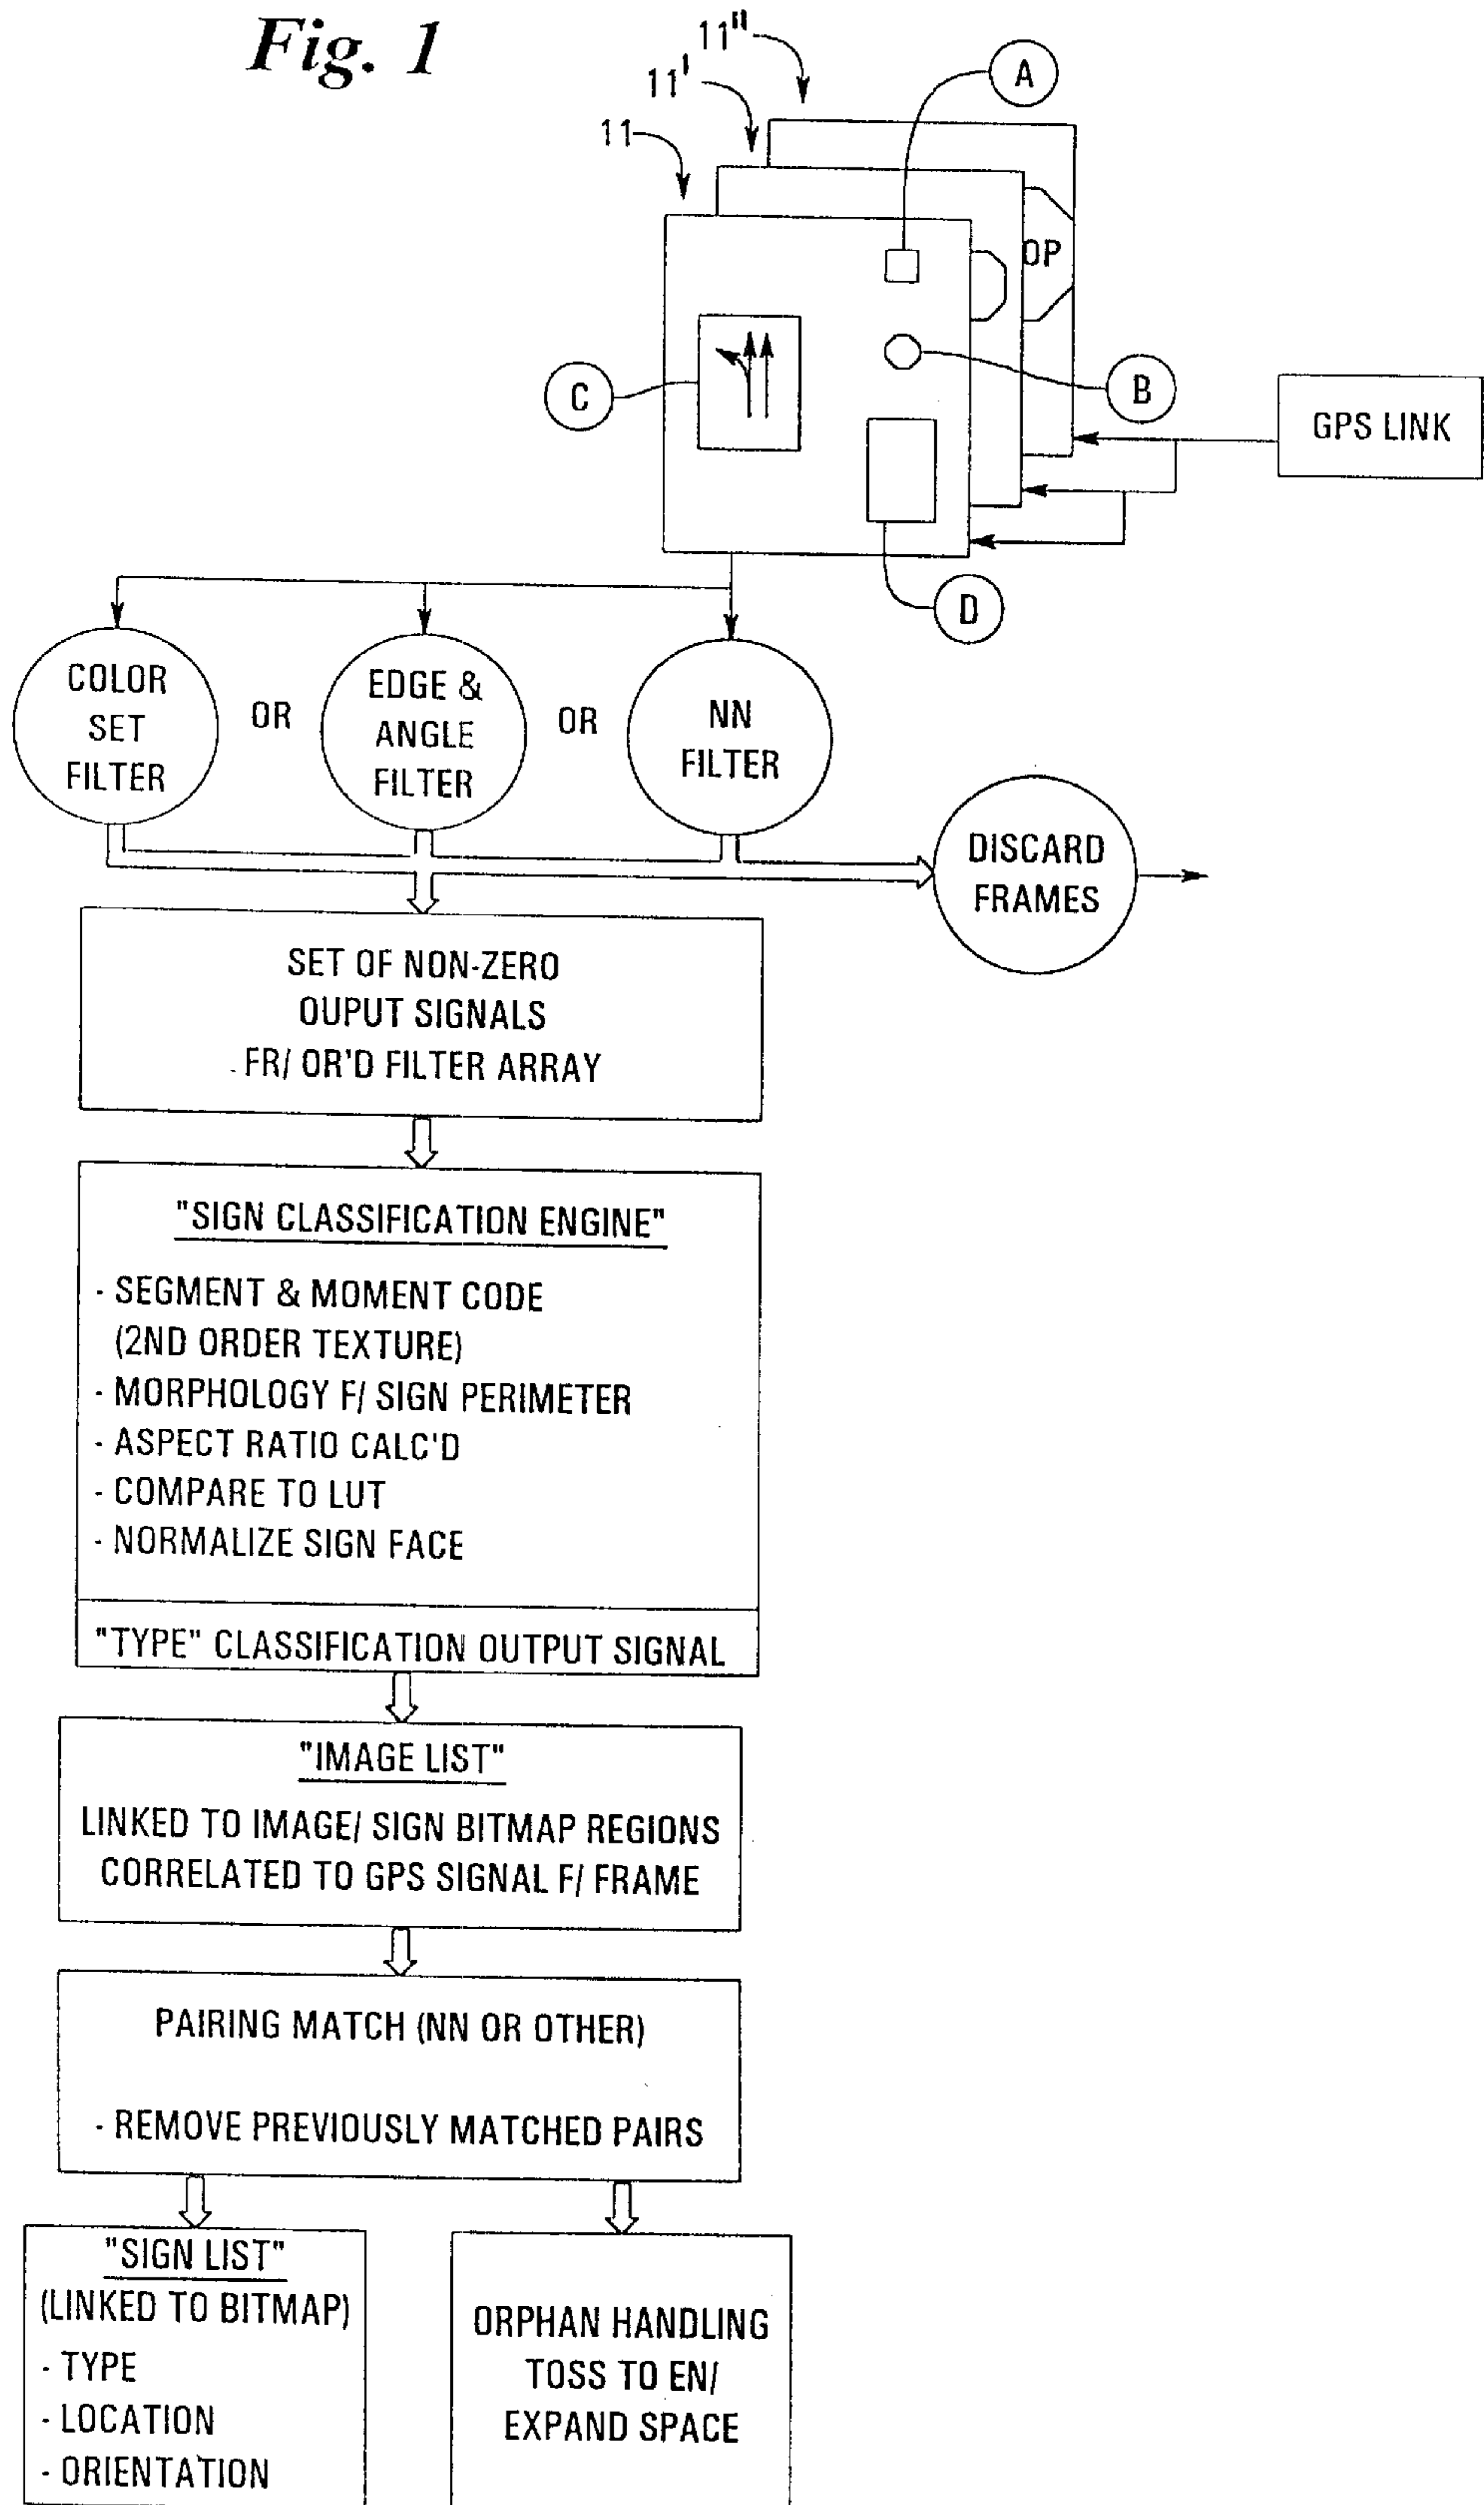 Fig. 1
11"
11'
11
A
OP
B
C
GPS LINK
D
COLOR
SET
FILTER
OR
EDGE &
ANGLE
FILTER
OR
NN
FILTER
DISCARD
FRAMES
SET OF NON-ZERO
OUPUT SIGNALS
FR/ OR'D FILTER ARRAY
"SIGN CLASSIFICATION ENGINE"
- SEGMENT & MOMENT CODE
(2ND ORDER TEXTURE)
- MORPHOLOGY F/ SIGN PERIMETER
- ASPECT RATIO CALC'D
- COMPARE TO LUT
- NORMALIZE SIGN FACE
"TYPE" CLASSIFICATION OUTPUT SIGNAL
"IMAGE LIST"
LINKED TO IMAGE/ SIGN BITMAP REGIONS
CORRELATED TO GPS SIGNAL F/ FRAME
PAIRING MATCH (NN OR OTHER)
- REMOVE PREVIOUSLY MATCHED PAIRS
"SIGN LIST"
(LINKED TO BITMAP)
- TYPE
- LOCATION
- ORIENTATION
ORPHAN HANDLING
TOSS TO EN/
EXPAND SPACE